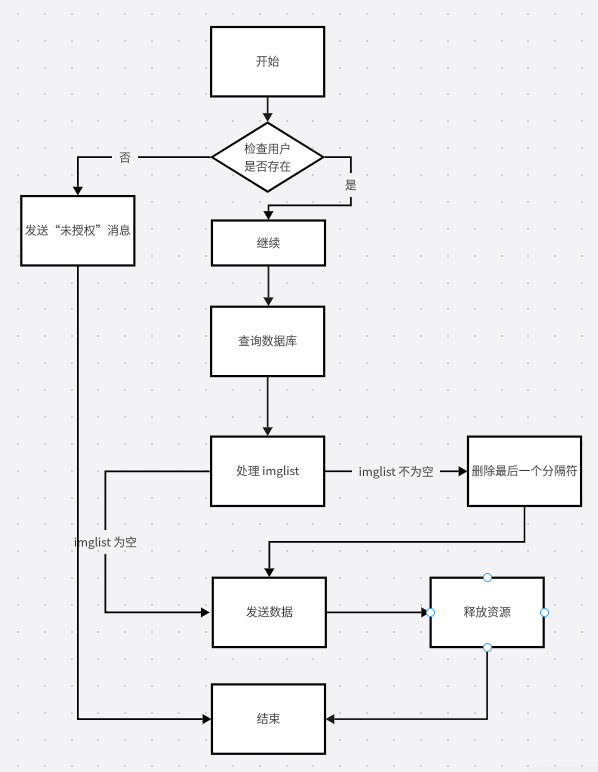 开始
检查用户
是否存在
否
是
发送“未授权”消息
继续
查询数据库
处理 imglist
imglist 不为空
删除最后一个分隔符
imglist 为空
发送数据
释放资源
结束